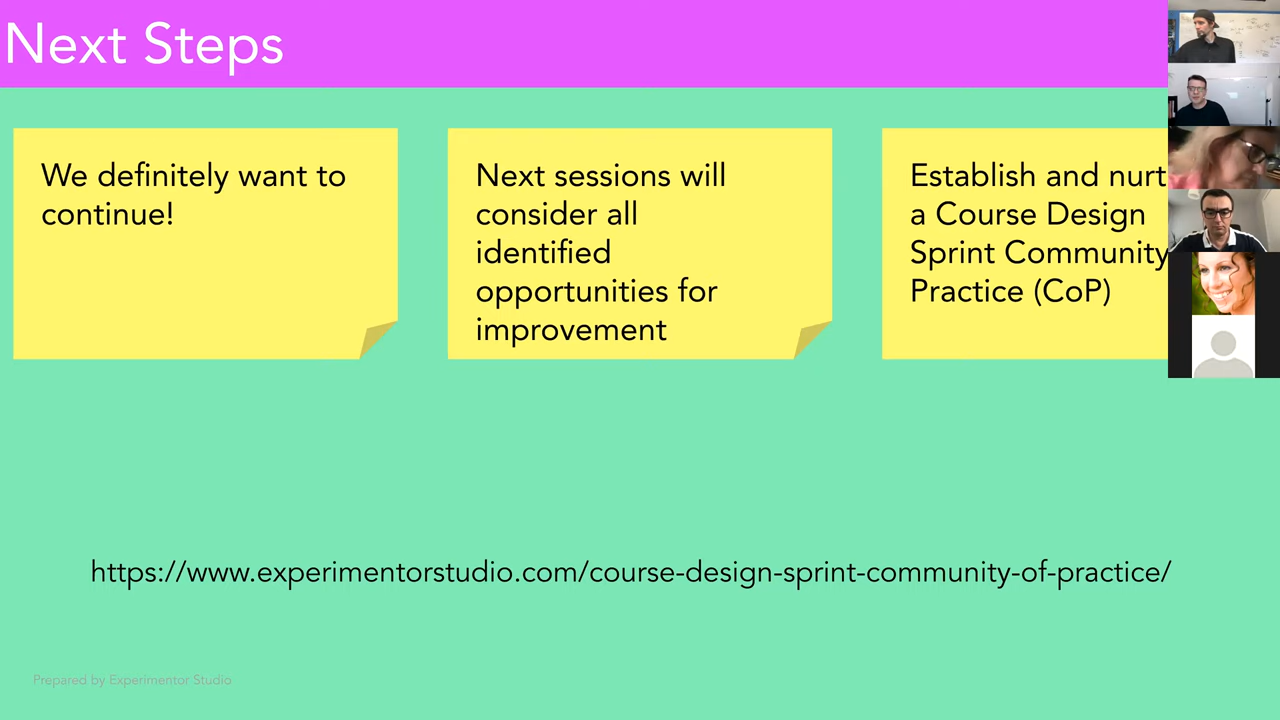 Next Steps
We definitely want to
continue!
Next sessions will
consider all
identified
opportunities for
improvement
Establish and nurt
a Course Design
Sprint Community
Practice (CoP)
https://www.experimentorstudio.com/course-design-sprint-community-of-practice/
Prepared by Experimentor Studio